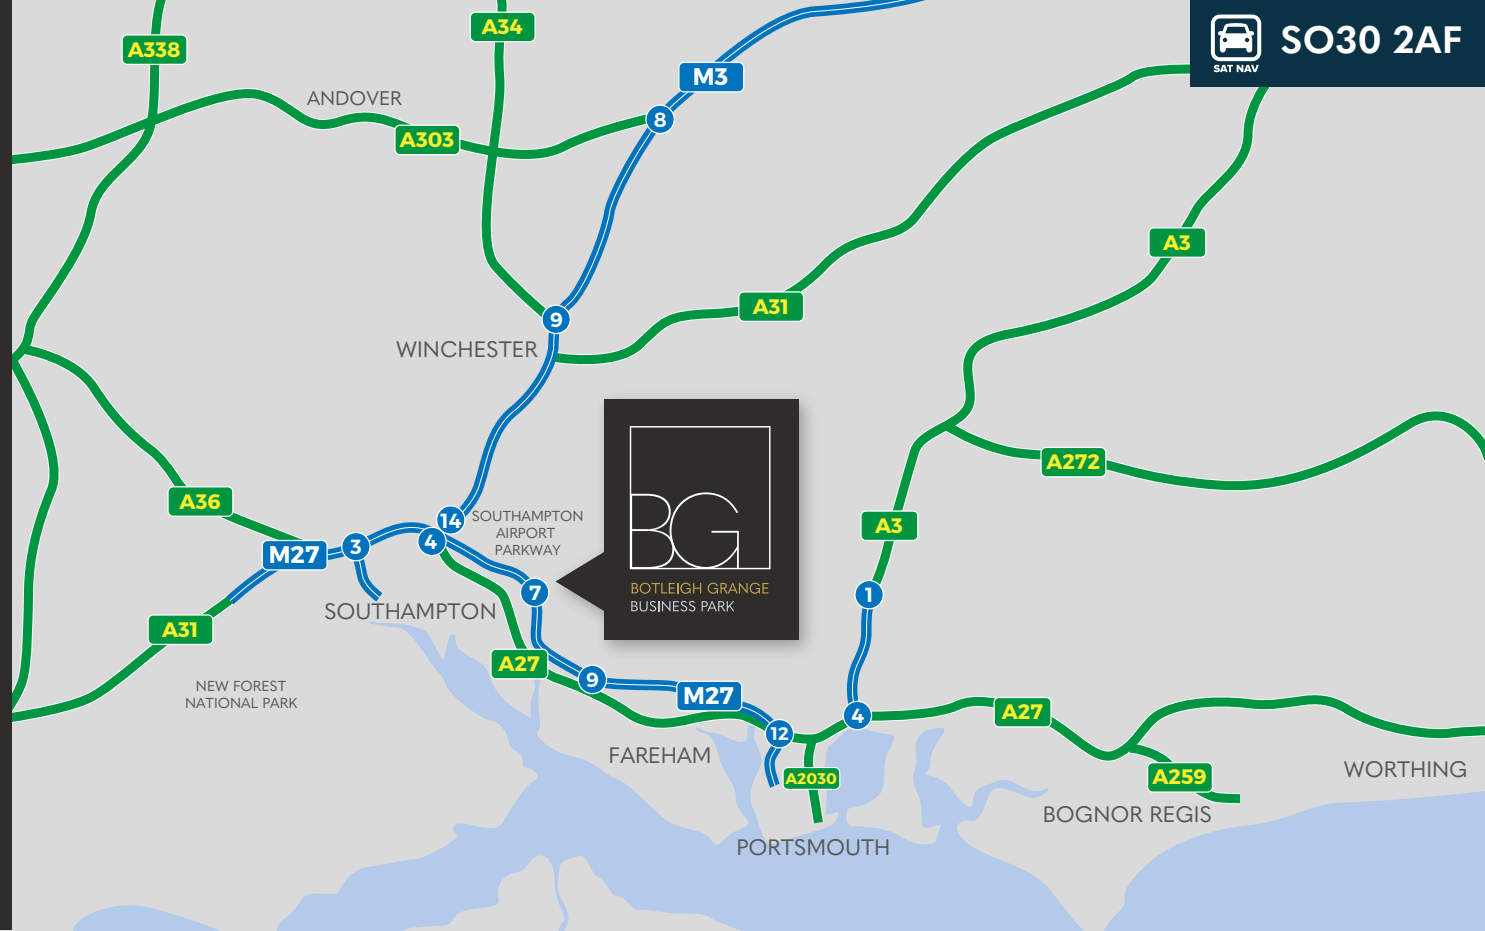 A34
A338
SO30 2AF
SAT NAV
M3
ANDOVER
8
A303
A3
A31
9
WINCHESTER
A272
A36
14
SOUTHAMPTON
AIRPORT
PARKWAY
A3
BG
4
3
M27
7
BOTLEIGH GRANGE
BUSINESS PARK
1
SOUTHAMPTON
A31
A27
9
NEW FOREST
NATIONAL PARK
M27
4
A27
12
FAREHAM
A2030
A259
WORTHING
BOGNOR REGIS
PORTSMOUTH